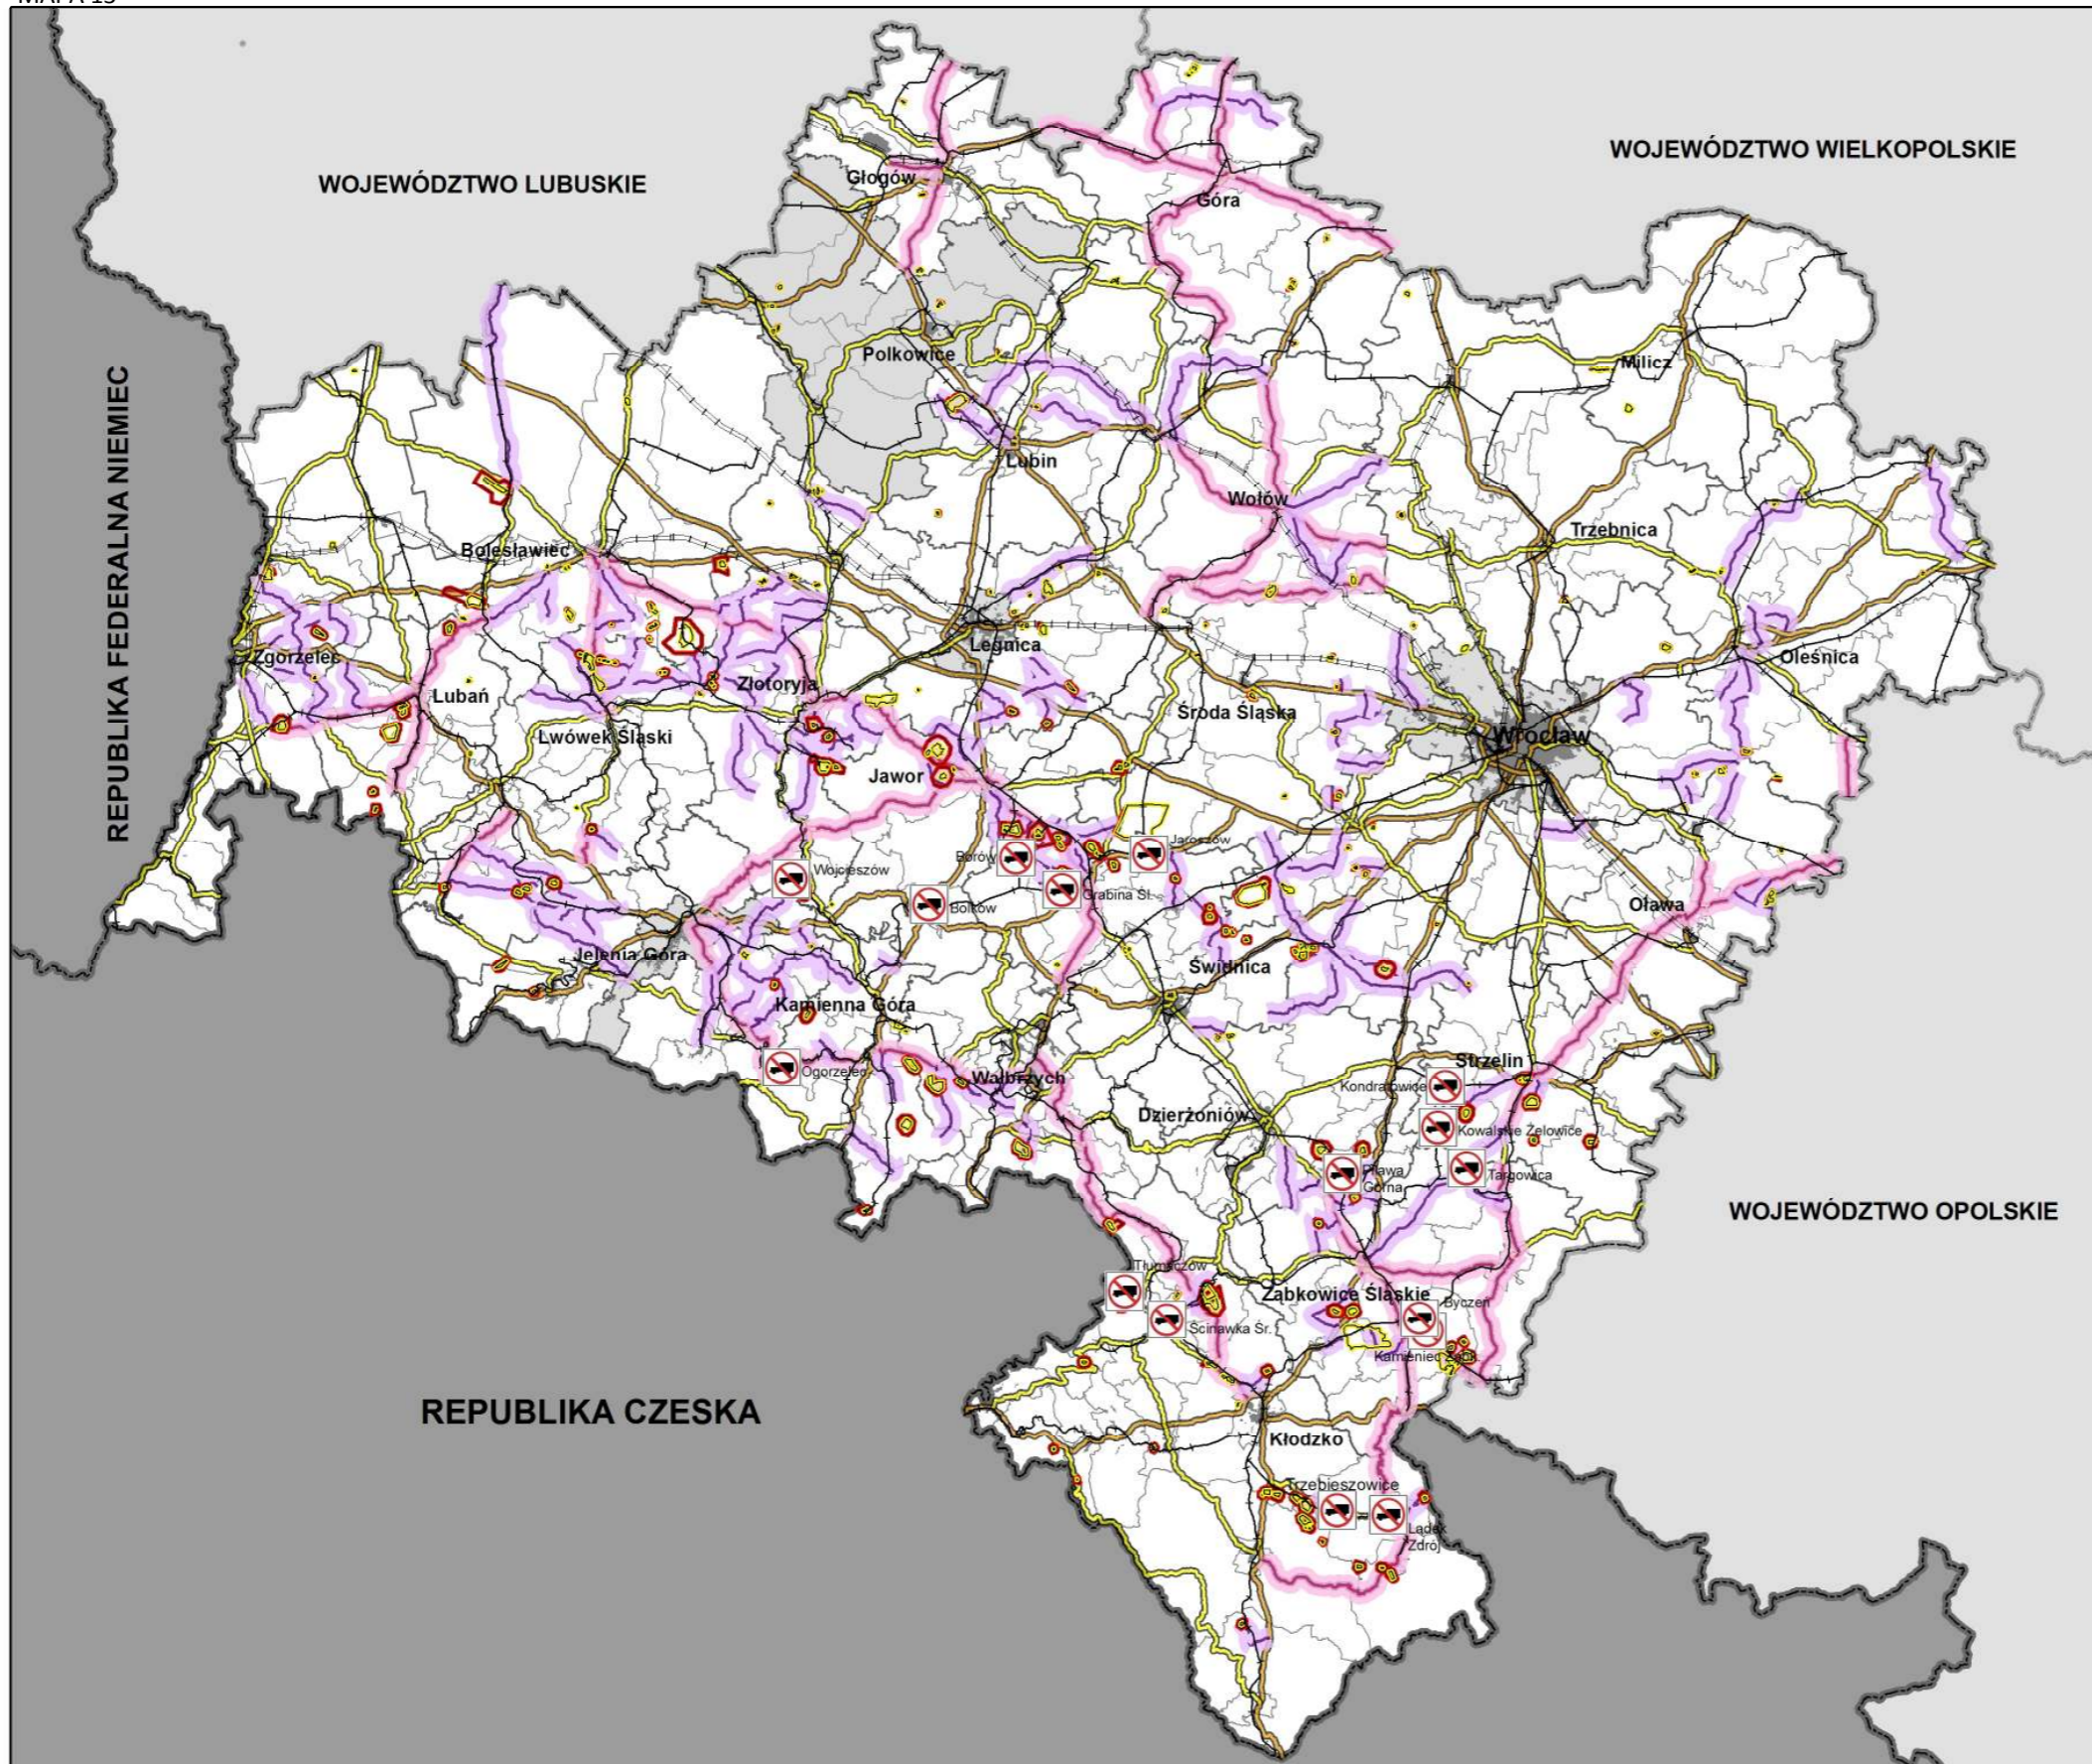 MAPA 13
WOJEWÓDZTWO LUBUSKIE
WOJEWÓDZTWO WIELKOPOLSKIE
REPUBLIKA FEDERALNA NIEMIEC
Głogów
Góra
Polkowice
Milicz
Lubin
Wołów
Trzebnica
Bolesławiec
Legnica
Zgorzelec
Oleśnica
Złotoryja
Lubań
Środa Śląska
Lwówek Śląski
Wrocław
Jawor
Jaroszów
Borów
Wojcieszów
Grabina Śl.
Bolków
Oława
Jelenia Góra
Świdnica
Kamienna Góra
Strzelin
Ogorzelec
Wałbrzych
Kondratowice
Dzierżoniów
Kowalskie Żelowice
Piława
Górna
Targowica
WOJEWÓDZTWO OPOLSKIE
Tłumaczów
Ząbkowice Śląskie
Byczeń
Ścinawka Śr.
Kamieniec Ząbk.
REPUBLIKA CZESKA
Kłodzko
Trzebieszowice
Lądek
Zdrój